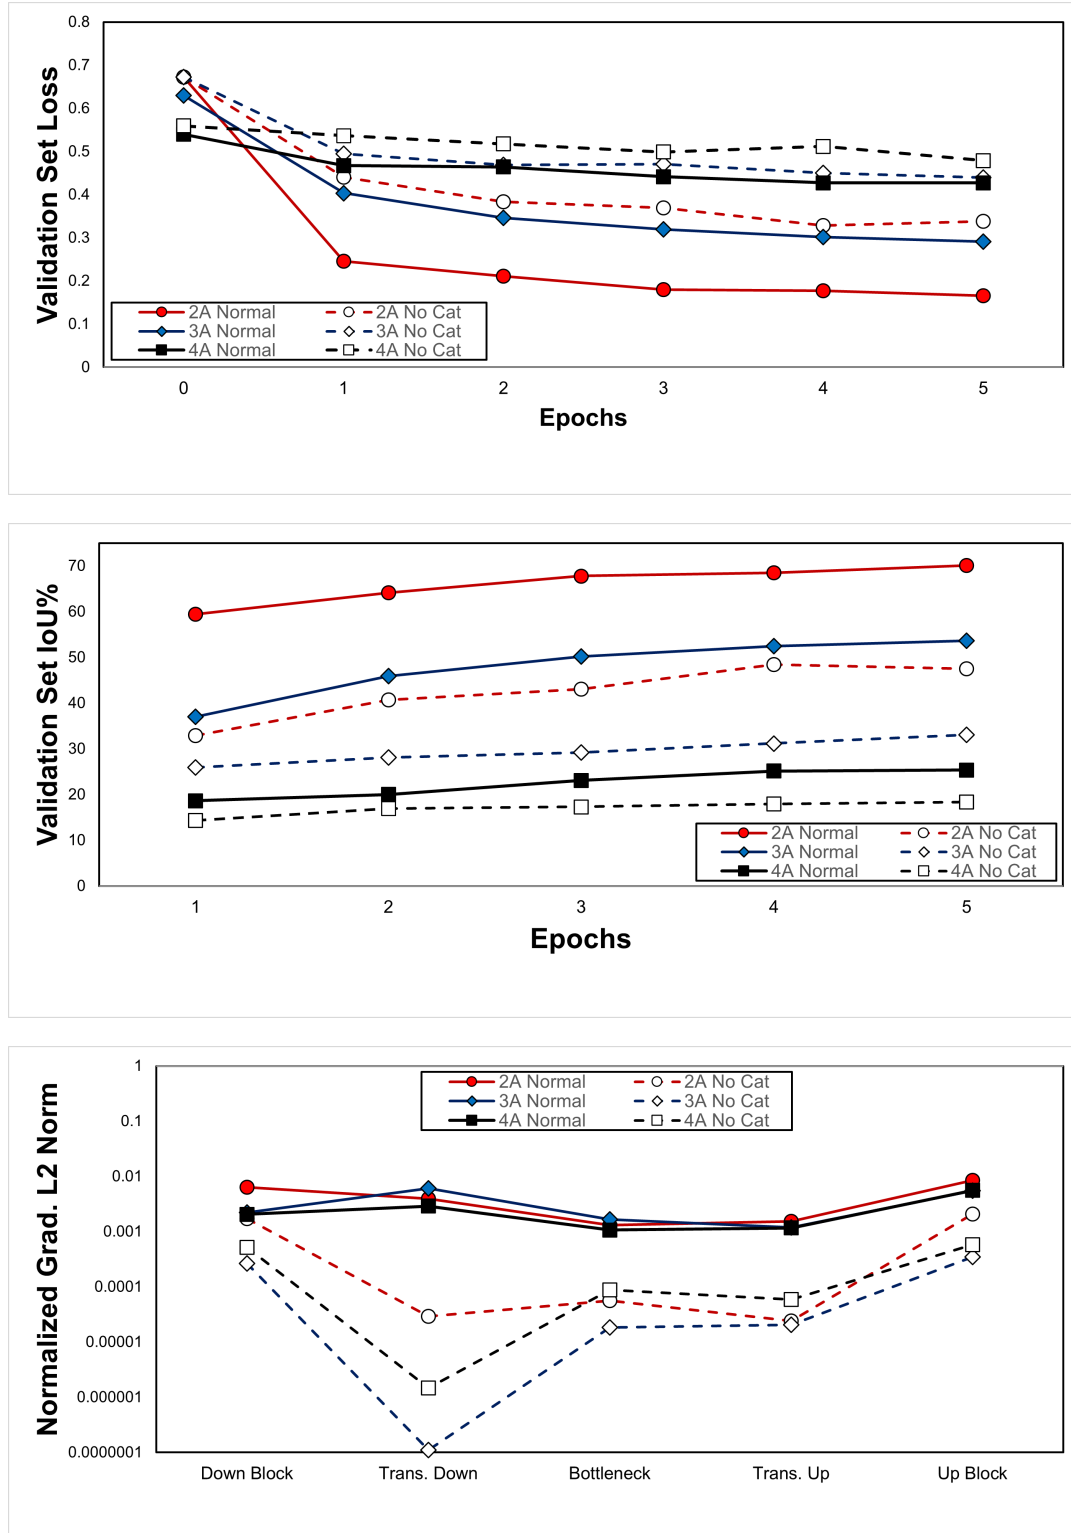 0.8
0.7
0.6
0.5
0.4
0.3
0.2
0.1
0
Validation Set Loss
2A Normal 2A No Cat
3A Normal 3A No Cat
4A Normal 4A No Cat
0 1 2 3 4 5
Epochs
70
60
50
40
30
20
10
0
Validation Set IoU%
2A Normal 2A No Cat
3A Normal 3A No Cat
4A Normal 4A No Cat
1 2 3 4 5
Epochs
1
0.1
0.01
0.001
0.0001
0.00001
0.000001
0.0000001
Normalized Grad. L2 Norm
2A Normal 2A No Cat
3A Normal 3A No Cat
4A Normal 4A No Cat
Down Block Trans. Down Bottleneck Trans. Up Up Block